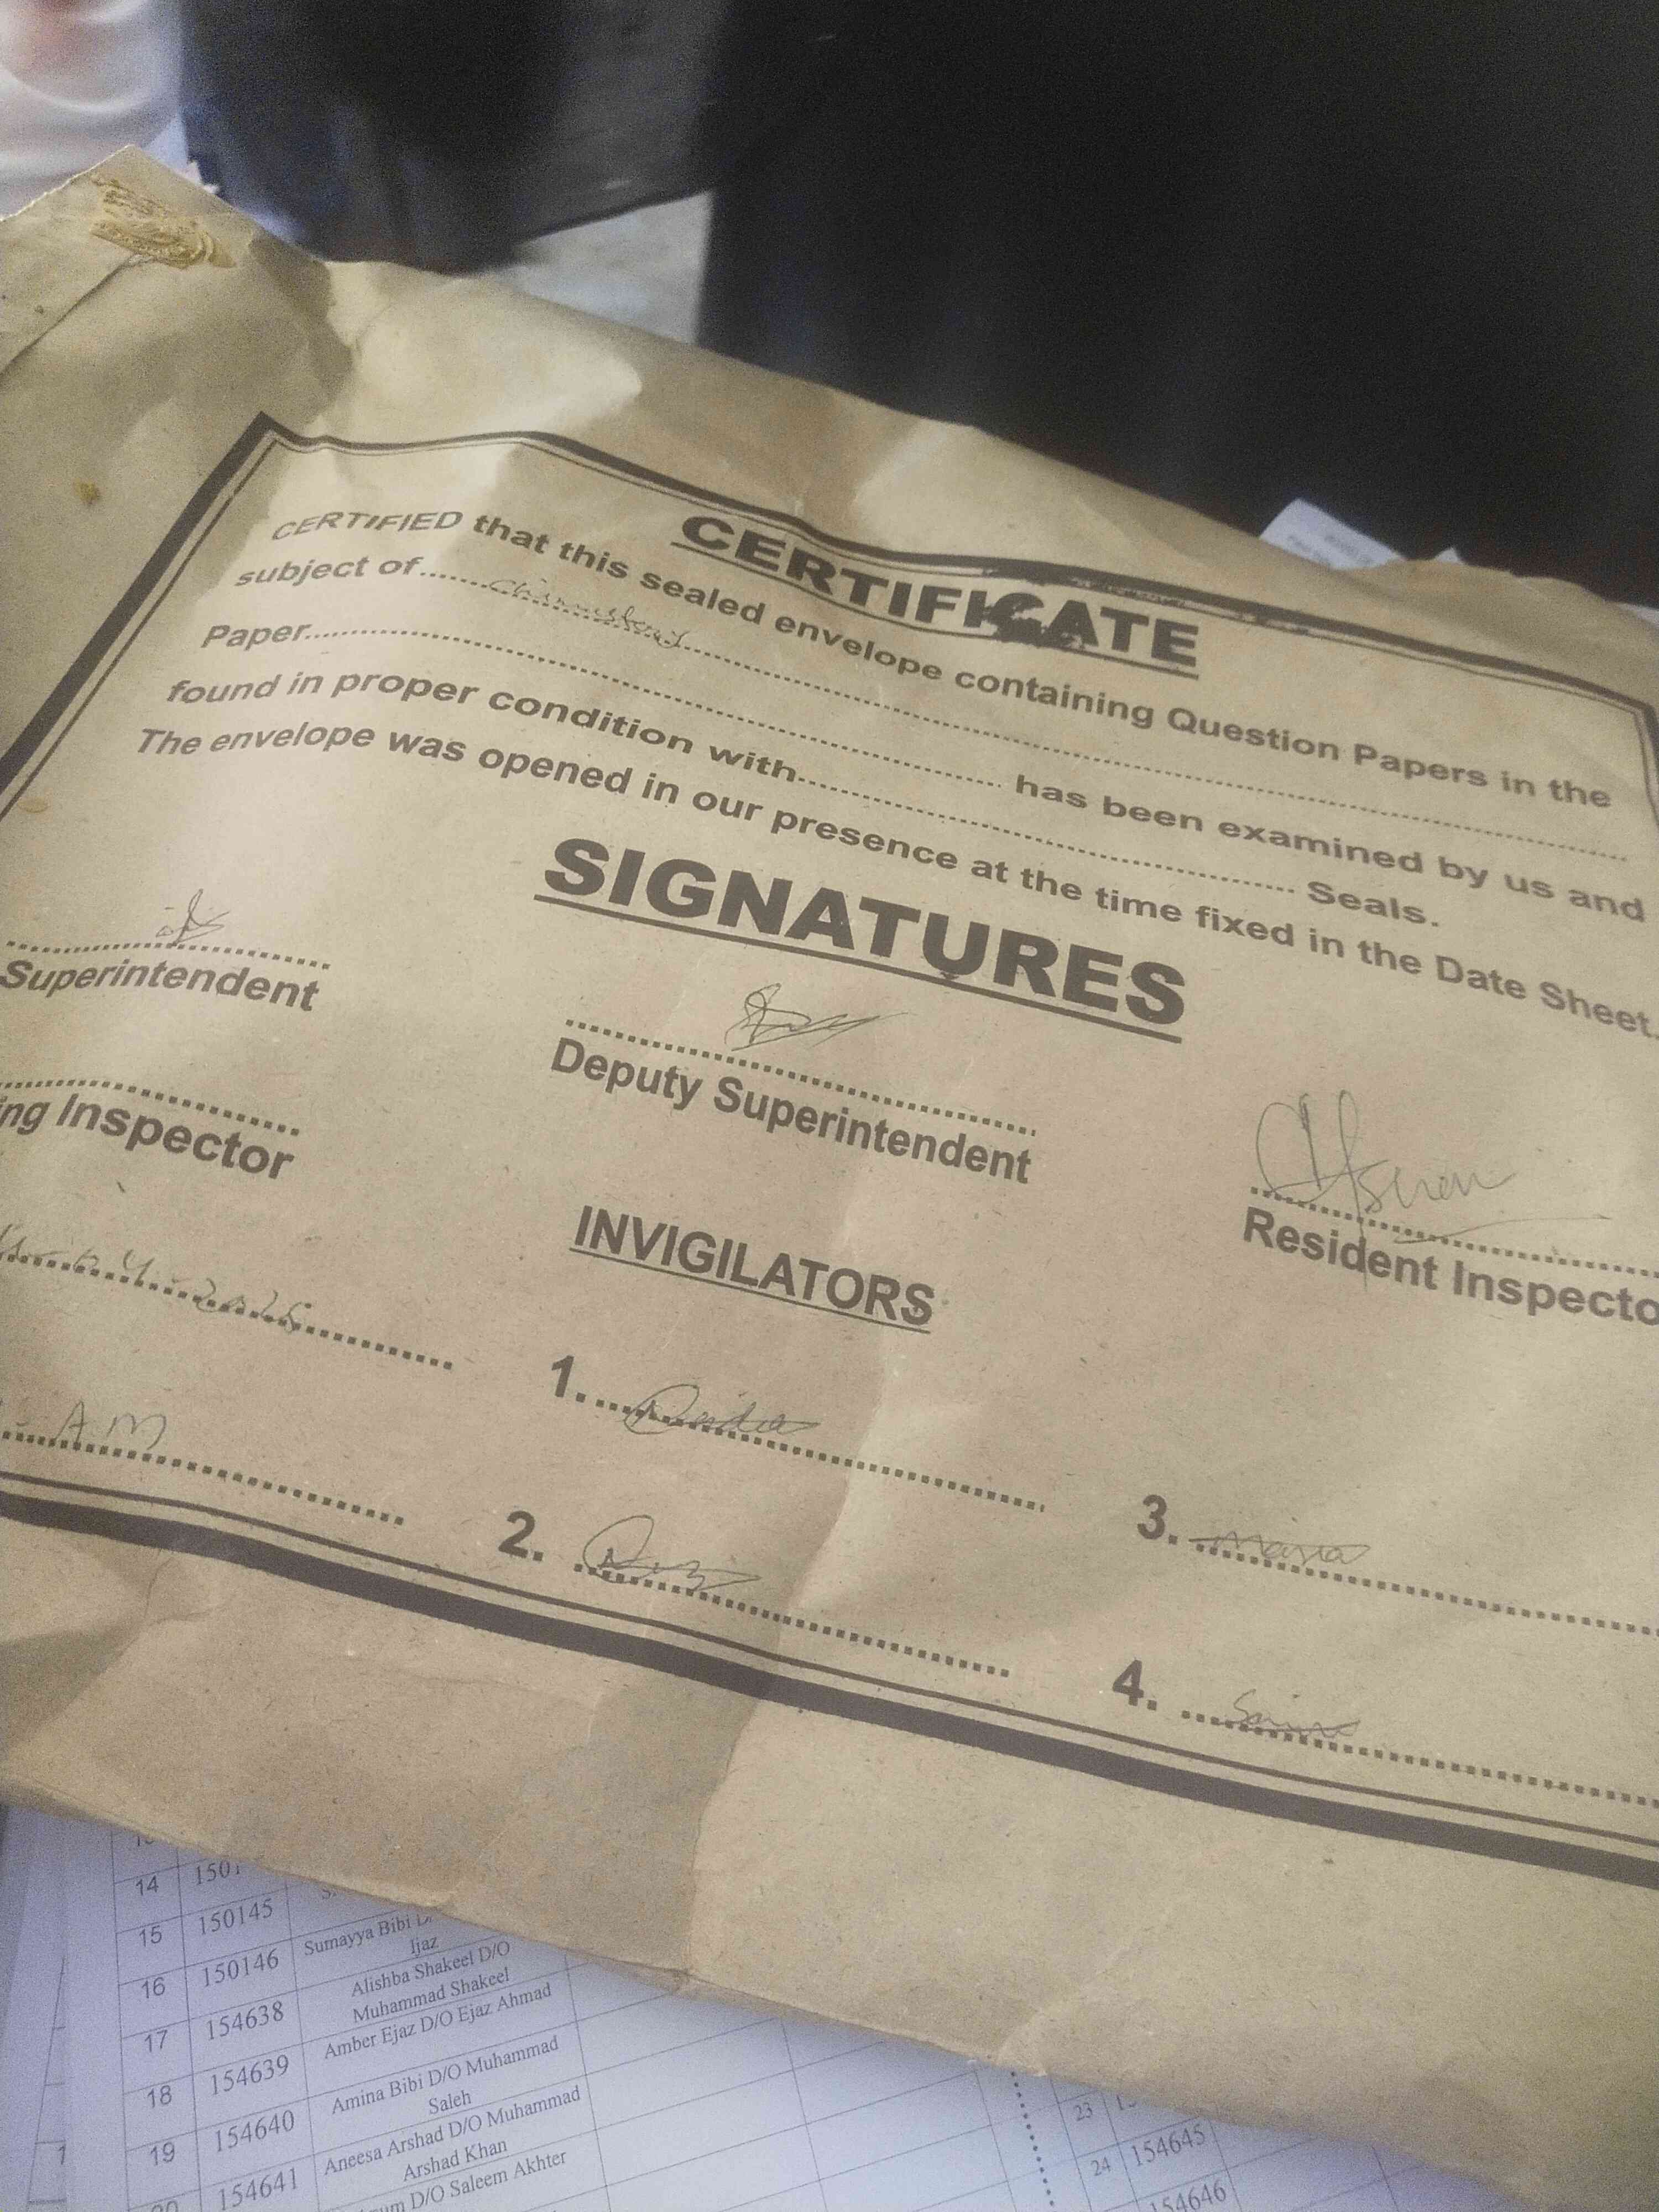 CERTIFICATE
CERTIFIED that this sealed envelope containing Question Papers in the
subject of Chemistry
Paper has been examined by us and
found in proper condition with Seals.
The envelope was opened in our presence at the time fixed in the Date Sheet.
SIGNATURES
Superintendent
Deputy Superintendent
Resident Inspecto
ing Inspector
INVIGILATORS
1.
2.
3. maria
4.
AM
14
15 150145
16 150146 Sumayya Bibi
Ijaz
17 154638 Alishba Shakeel D/O
Muhammad Shakeel
18 154639 Amber Ejaz D/O Ejaz Ahmad
19 154640 Amina Bibi D/O Muhammad
Saleh
154641 Aneesa Arshad D/O Muhammad
Arshad Khan
D/O Saleem Akhter
23
24 154645
154646